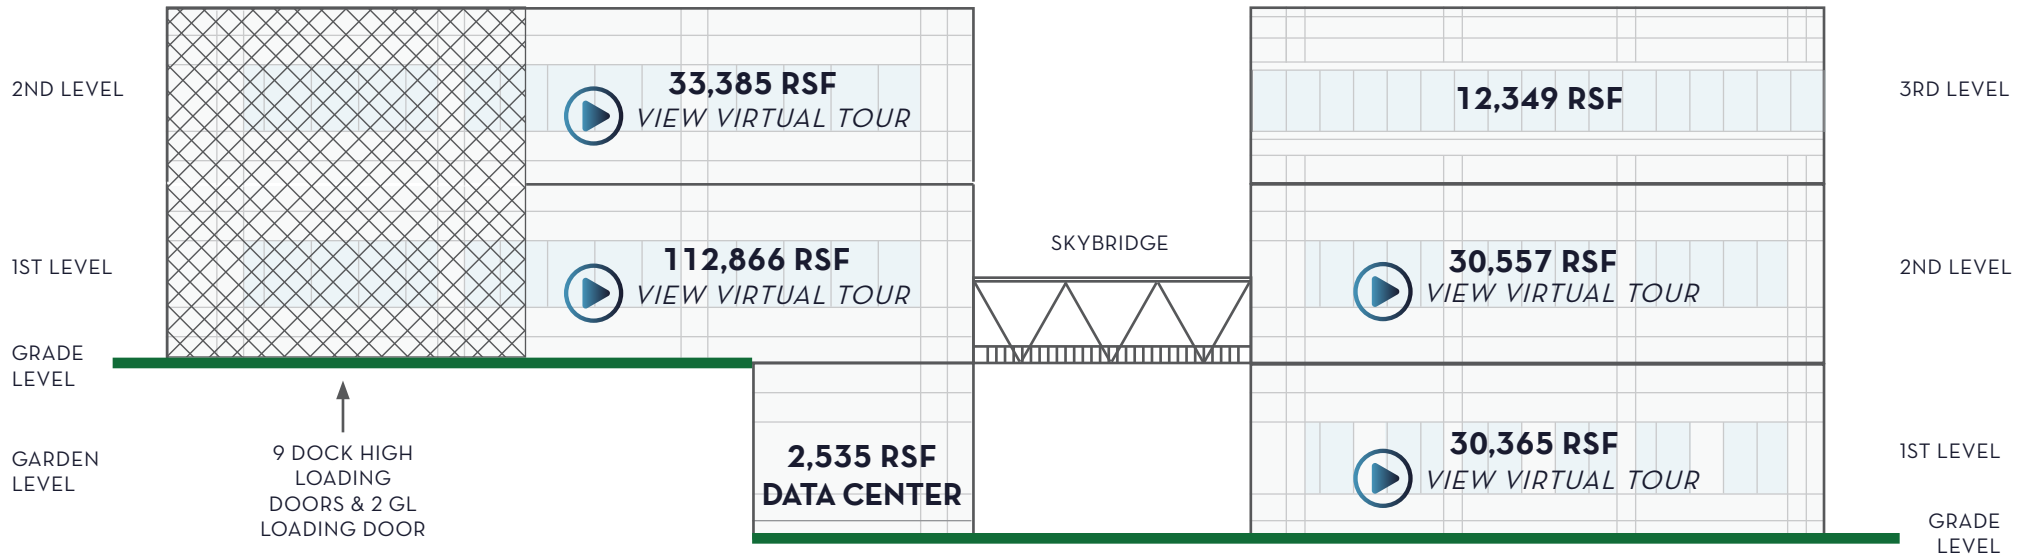 2ND LEVEL
33,385 RSF
VIEW VIRTUAL TOUR
12,349 RSF
3RD LEVEL
1ST LEVEL
112,866 RSF
VIEW VIRTUAL TOUR
SKYBRIDGE
30,557 RSF
VIEW VIRTUAL TOUR
2ND LEVEL
GRADE
LEVEL
GARDEN
LEVEL
9 DOCK HIGH
LOADING
DOORS & 2 GL
LOADING DOOR
2,535 RSF
DATA CENTER
30,365 RSF
VIEW VIRTUAL TOUR
1ST LEVEL
GRADE
LEVEL